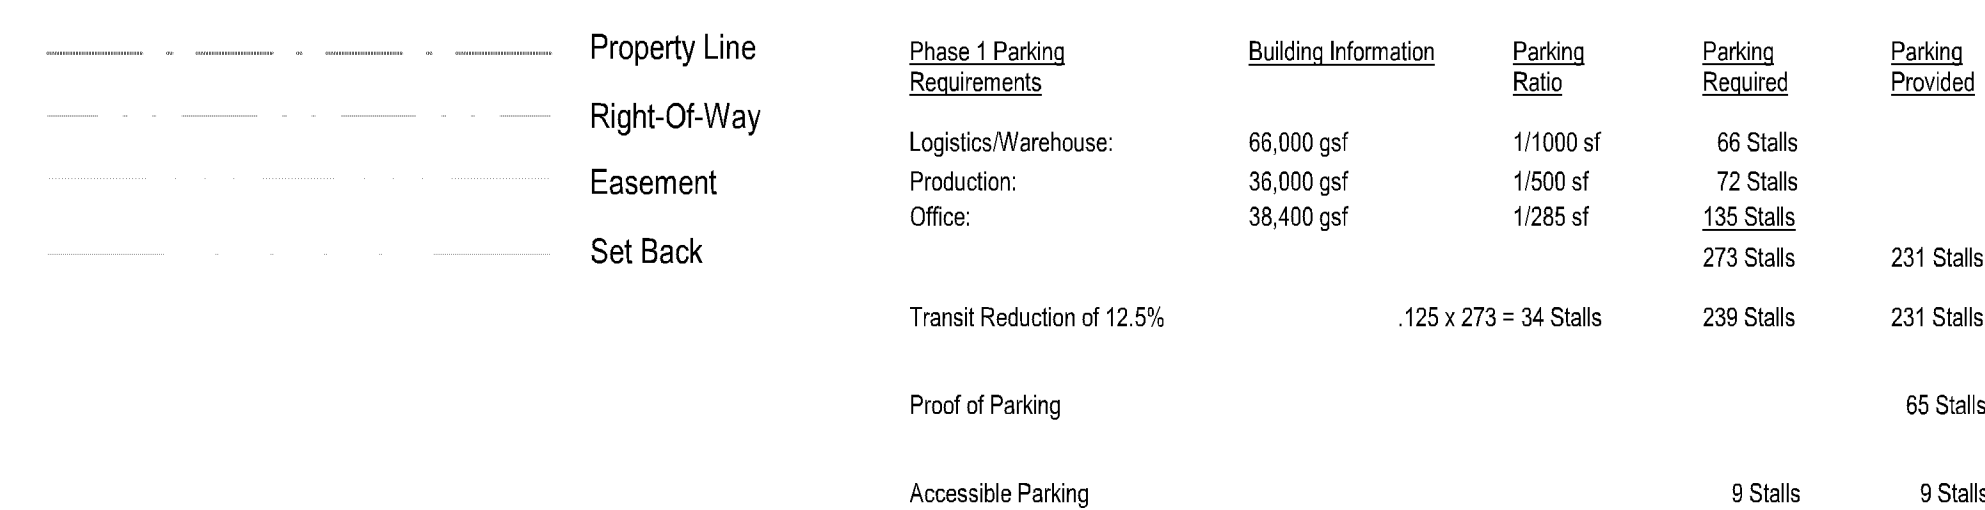 Property Line
Right-Of-Way
Easement
Set Back
Phase 1 Parking Requirements Building Information Parking Ratio Parking Required Parking Provided
Logistics/Warehouse: 66,000 gsf 1/1000 sf 66 Stalls
Production: 36,000 gsf 1/500 sf 72 Stalls
Office: 38,400 gsf 1/285 sf 135 Stalls
273 Stalls 231 Stalls
Transit Reduction of 12.5% .125 x 273 = 34 Stalls 239 Stalls 231 Stalls
Proof of Parking 65 Stalls
Accessible Parking 9 Stalls 9 Stalls